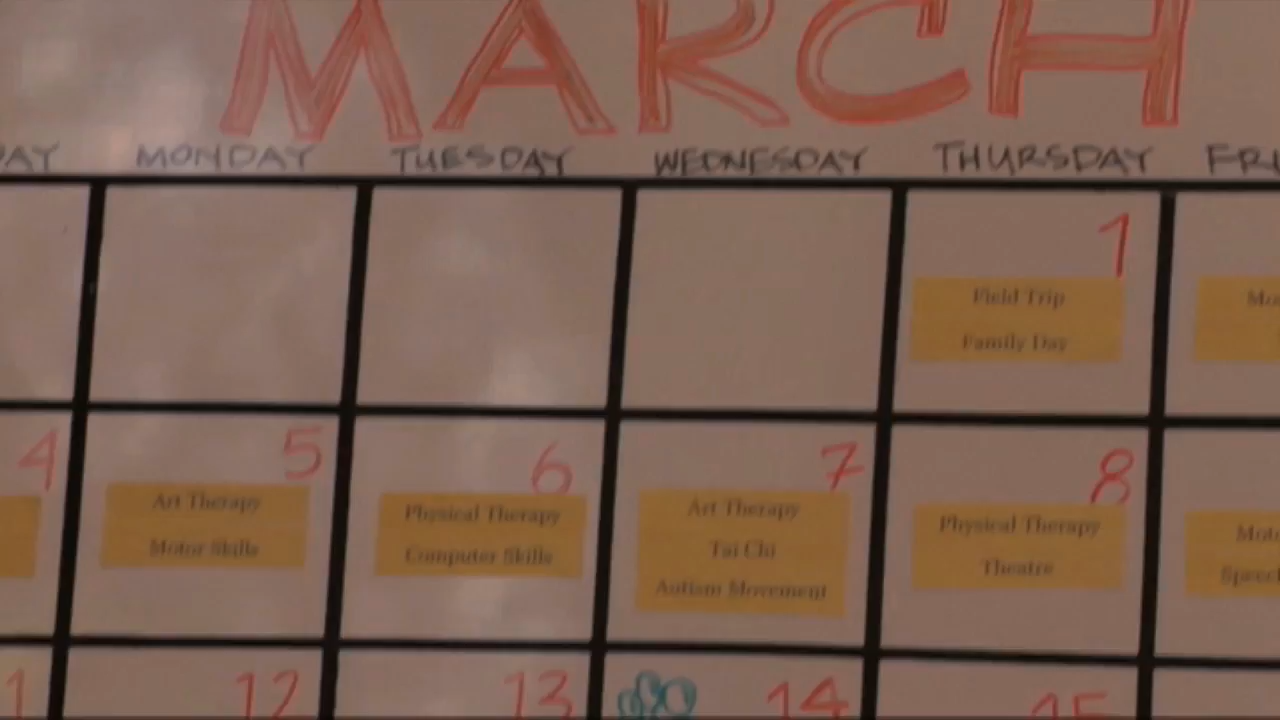 MARCH
MONDAY TUESDAY WEDNESDAY THURSDAY
1
Field Trip
Family Day
4 5 6 7 8
Art Therapy
Motor Skills
Physical Therapy
Computer Skills
Art Therapy
Tai Chi
Autism Movement
Physical Therapy
Theatre
12 13 14 15